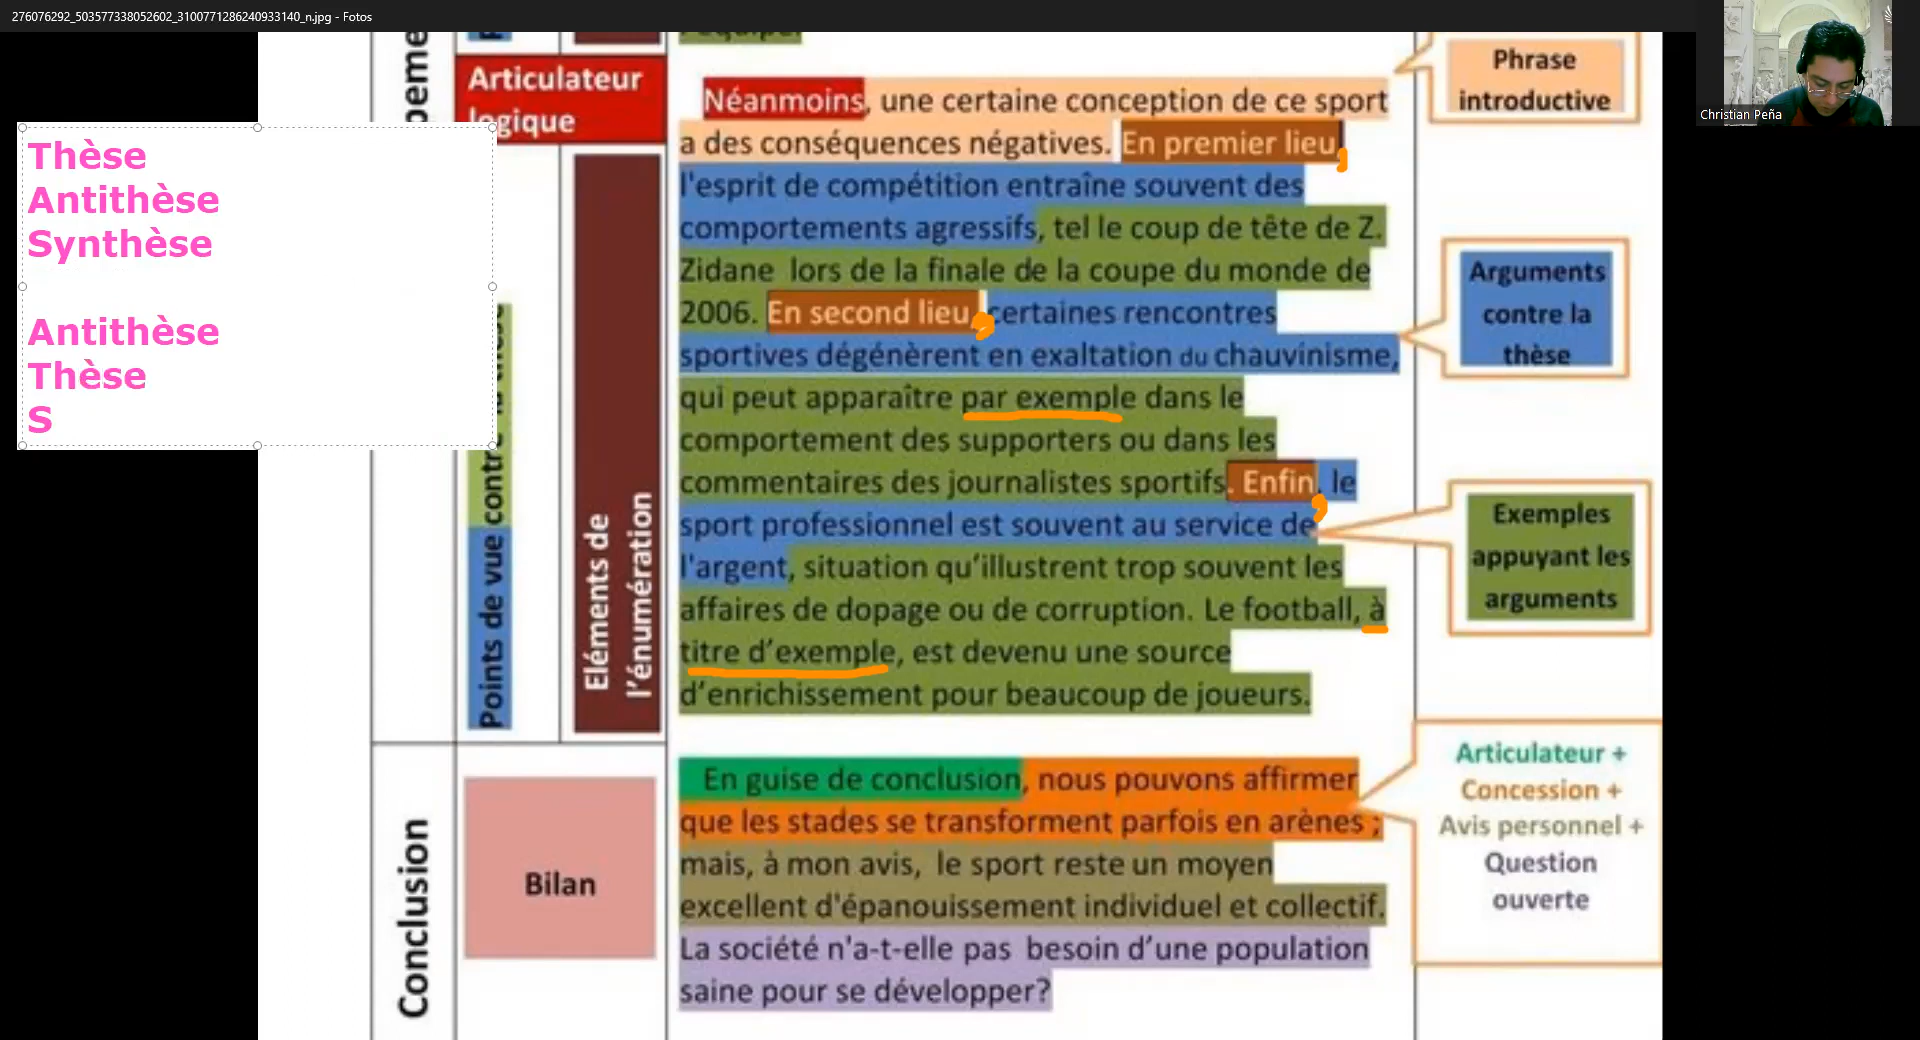 276076292_503577338052602_3100771286240933140_n.jpg - Fotos
Christian Peña
Thèse
Antithèse
Synthèse
Antithèse
Thèse
S
Articulateur
logique
Points de vue contre
Eléments de
l'énumération
l'équipe.
Néanmoins, une certaine conception de ce sport
a des conséquences négatives. En premier lieu,
l'esprit de compétition entraîne souvent des
comportements agressifs, tel le coup de tête de Z.
Zidane lors de la finale de la coupe du monde de
2006. En second lieu, certaines rencontres
sportives dégénèrent en exaltation du chauvinisme,
qui peut apparaître par exemple dans le
comportement des supporters ou dans les
commentaires des journalistes sportifs. Enfin, le
sport professionnel est souvent au service de
l'argent, situation qu'illustrent trop souvent les
affaires de dopage ou de corruption. Le football, à
titre d'exemple, est devenu une source
d'enrichissement pour beaucoup de joueurs.
Phrase
introductive
Arguments
contre la
thèse
Exemples
appuyant les
arguments
Conclusion
Bilan
En guise de conclusion, nous pouvons affirmer
que les stades se transforment parfois en arènes ;
mais, à mon avis, le sport reste un moyen
excellent d'épanouissement individuel et collectif.
La société n'a-t-elle pas besoin d'une population
saine pour se développer?
Articulateur +
Concession +
Avis personnel +
Question
ouverte